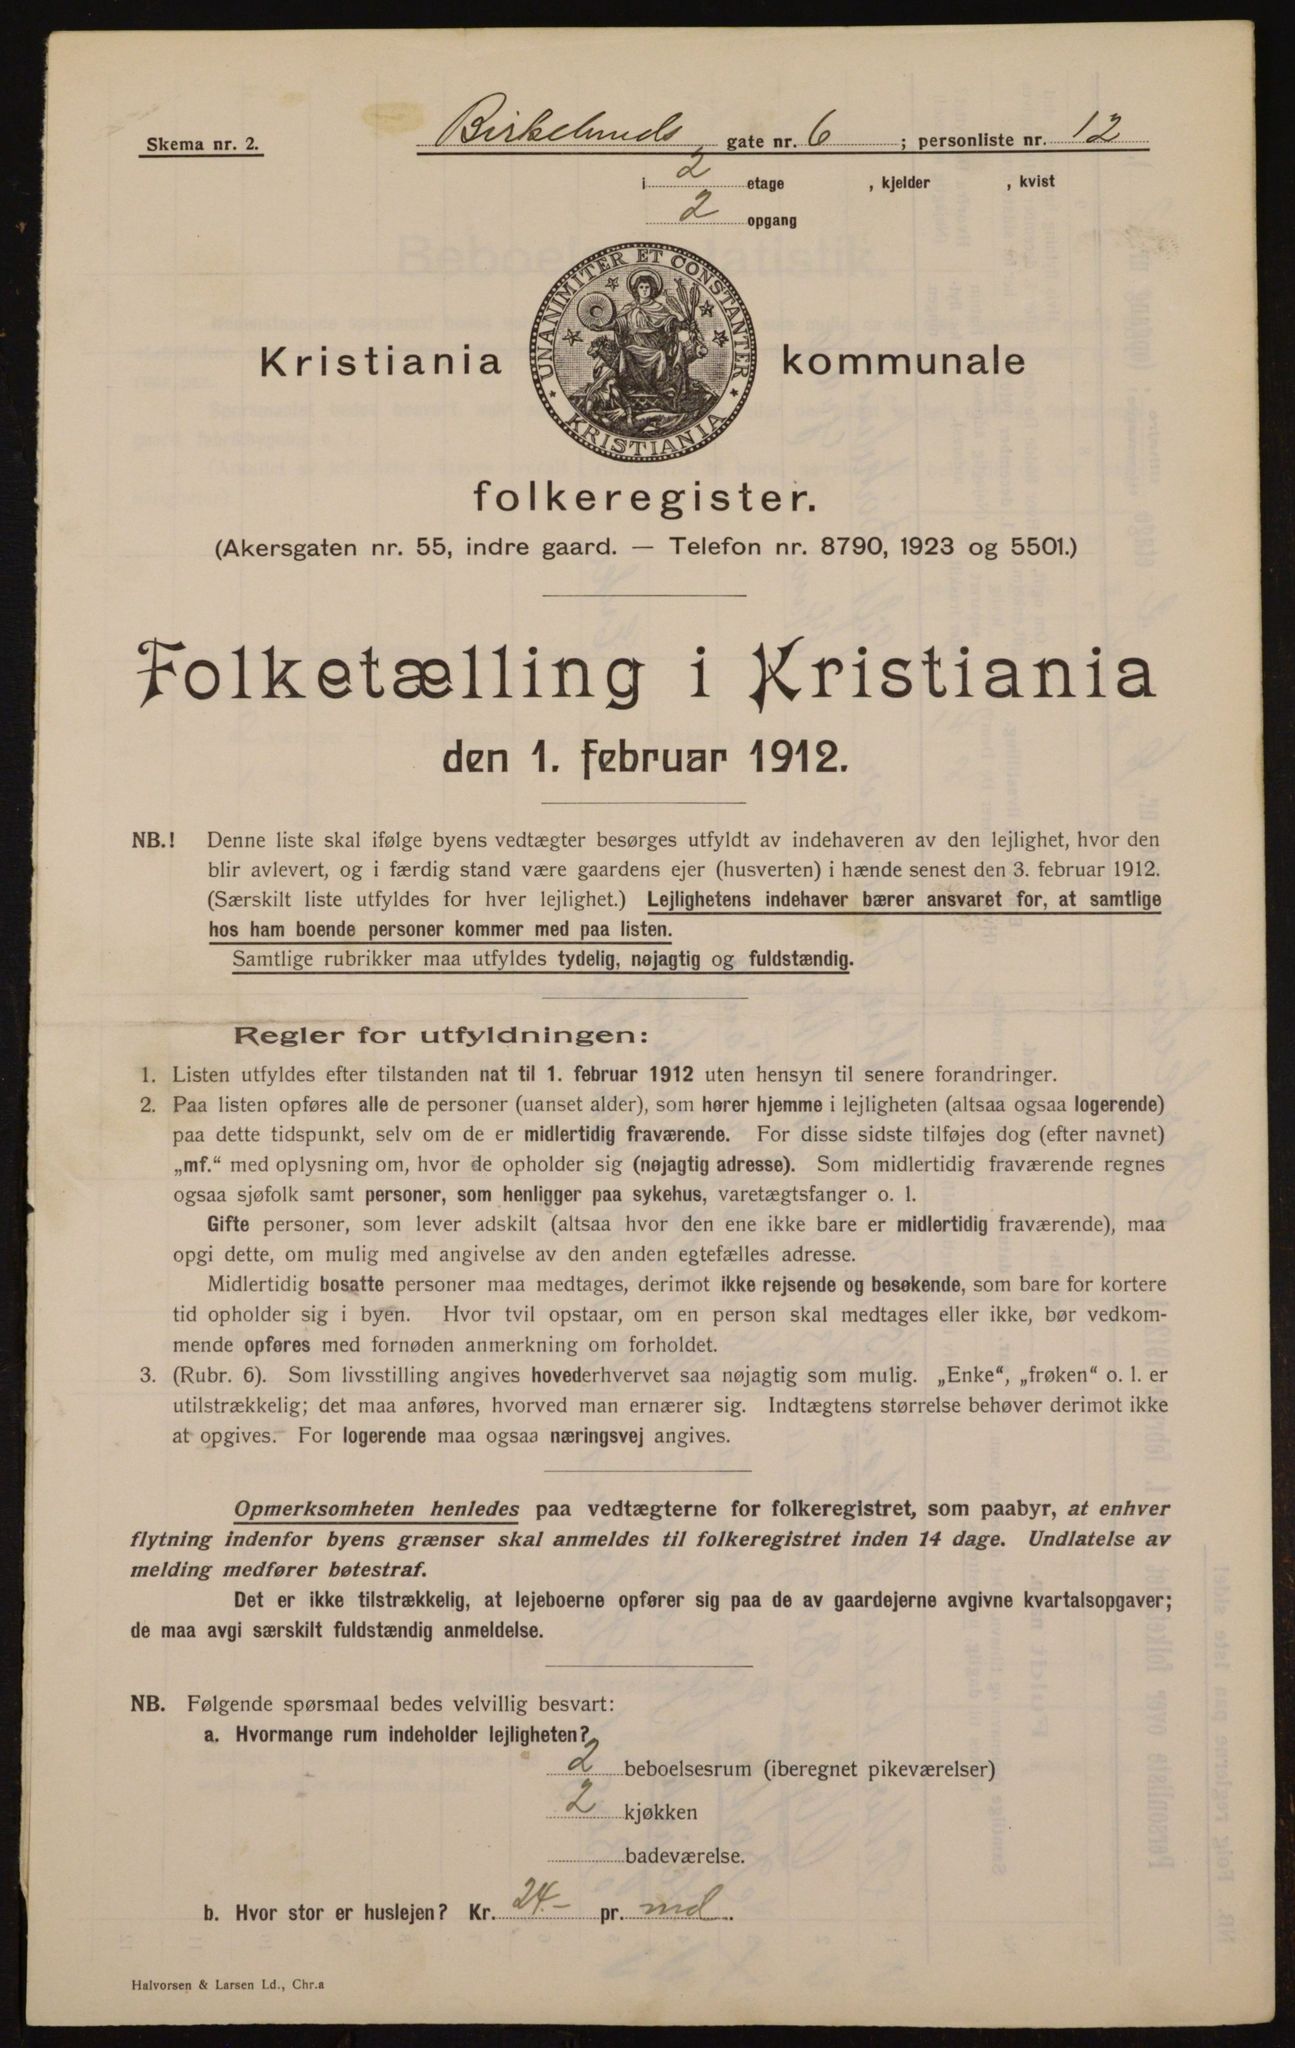 Skema nr. 2.
Birkelunds gate nr. 6 ; personliste nr. 12
i 2 etage , kjelder , kvist
2 opgang
UNANIMITER ET CONSTANTER
KRISTIANIA
Kristiania kommunale
folkeregister.
(Akersgaten nr. 55, indre gaard. — Telefon nr. 8790, 1923 og 5501.)
Folketælling i Kristiania
den 1. februar 1912.
NB.! Denne liste skal ifølge byens vedtægter besørges utfyldt av indehaveren av den lejlighet, hvor den
blir avlevert, og i færdig stand være gaardens ejer (husverten) i hænde senest den 3. februar 1912.
(Særskilt liste utfyldes for hver lejlighet.) Lejlighetens indehaver bærer ansvaret for, at samtlige
hos ham boende personer kommer med paa listen.
Samtlige rubrikker maa utfyldes tydelig, nøjagtig og fuldstændig.
Regler for utfyldningen:
1. Listen utfyldes efter tilstanden nat til 1. februar 1912 uten hensyn til senere forandringer.
2. Paa listen opføres alle de personer (uanset alder), som hører hjemme i lejligheten (altsaa ogsaa logerende)
paa dette tidspunkt, selv om de er midlertidig fraværende. For disse sidste tilføjes dog (efter navnet)
„mf.“ med oplysning om, hvor de opholder sig (nøjagtig adresse). Som midlertidig fraværende regnes
ogsaa sjøfolk samt personer, som henligger paa sykehus, varetægtsfanger o. l.
Gifte personer, som lever adskilt (altsaa hvor den ene ikke bare er midlertidig fraværende), maa
opgi dette, om mulig med angivelse av den anden egtefælles adresse.
Midlertidig bosatte personer maa medtages, derimot ikke rejsende og besøkende, som bare for kortere
tid opholder sig i byen. Hvor tvil opstaar, om en person skal medtages eller ikke, bør vedkom-
mende opføres med fornøden anmerkning om forholdet.
3. (Rubr. 6). Som livsstilling angives hovederhvervet saa nøjagtig som mulig. „Enke“, „frøken“ o. l. er
utilstrækkelig; det maa anføres, hvorved man ernærer sig. Indtægtens størrelse behøver derimot ikke
at opgives. For logerende maa ogsaa næringsvej angives.
Opmerksomheten henledes paa vedtægterne for folkeregistret, som paabyr, at enhver
flytning indenfor byens grænser skal anmeldes til folkeregistret inden 14 dage. Undlatelse av
melding medfører bøtestraf.
Det er ikke tilstrækkelig, at lejeboerne opfører sig paa de av gaardejerne avgivne kvartalsopgaver;
de maa avgi særskilt fuldstændig anmeldelse.
NB. Følgende spørsmaal bedes velvillig besvart:
a. Hvormange rum indeholder lejligheten?
2 beboelsesrum (iberegnet pikeværelser)
2 kjøkken
badeværelse.
b. Hvor stor er huslejen? Kr. 24.- pr. md.
Halvorsen & Larsen Ld., Chr.a